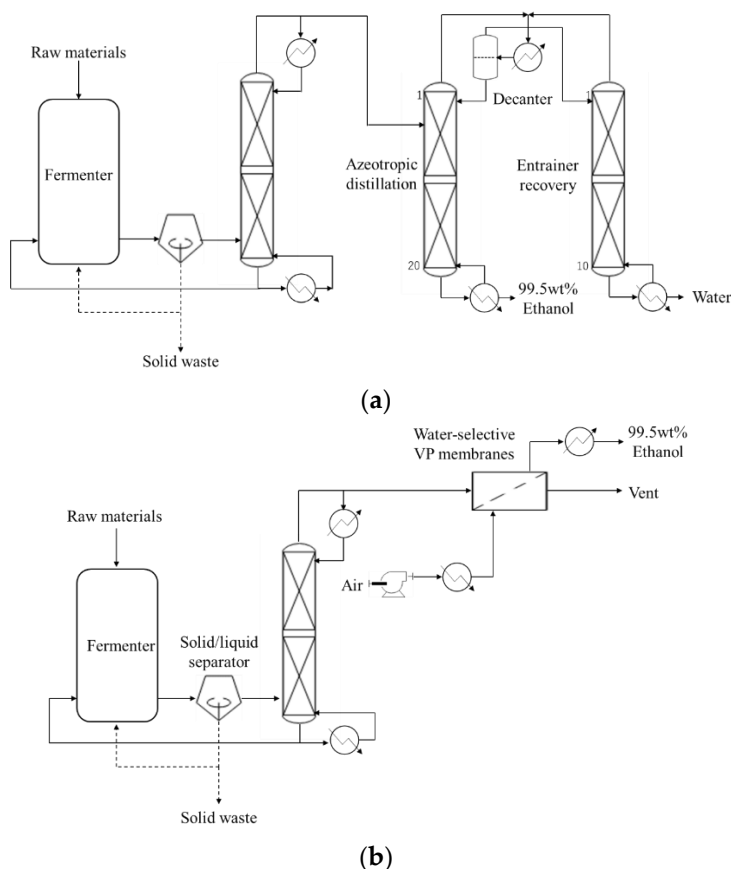 Raw materials
Fermenter
Solid waste
1
Azeotropic
distillation
20
Decanter
99.5wt%
Ethanol
1
Entrainer
recovery
10
Water
(a)
Water-selective
VP membranes
99.5wt%
Ethanol
Vent
Raw materials
Air
Fermenter
Solid/liquid
separator
Solid waste
(b)